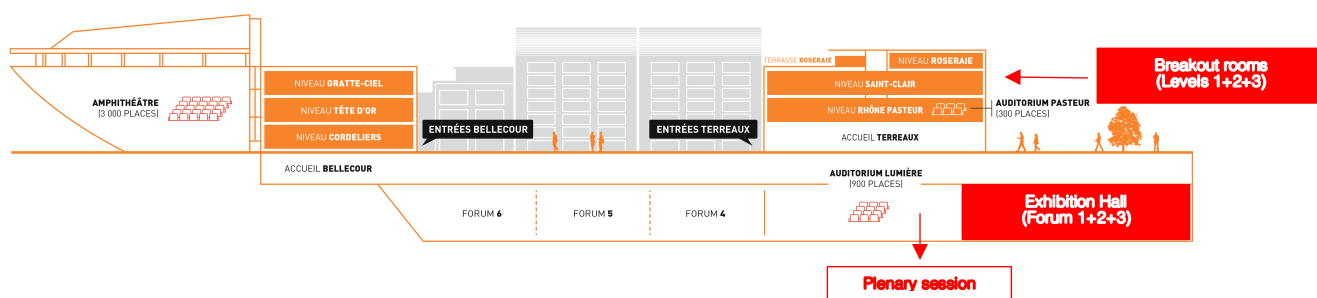 AMPHITHÉÂTRE
(3 000 PLACES)
NIVEAU GRATTE-CIEL
NIVEAU TÊTE D'OR
NIVEAU CORDELIERS
ACCUEIL BELLECOUR
ENTRÉES BELLECOUR
ENTRÉES TERREAUX
TERRASSE ROSERAIE
NIVEAU ROSERAIE
NIVEAU SAINT-CLAIR
NIVEAU RHÔNE PASTEUR
ACCUEIL TERREAUX
AUDITORIUM PASTEUR
(300 PLACES)
Breakout rooms
(Levels 1+2+3)
FORUM 6
FORUM 5
FORUM 4
AUDITORIUM LUMIÈRE
(900 PLACES)
Exhibition Hall
(Forum 1+2+3)
Plenary session